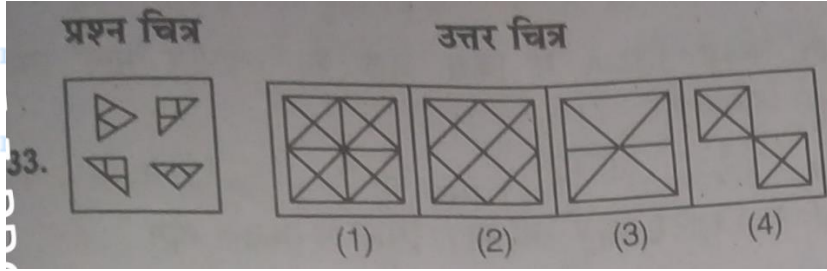 प्रश्न चित्र उत्तर चित्र
33.
(1) (2) (3) (4)